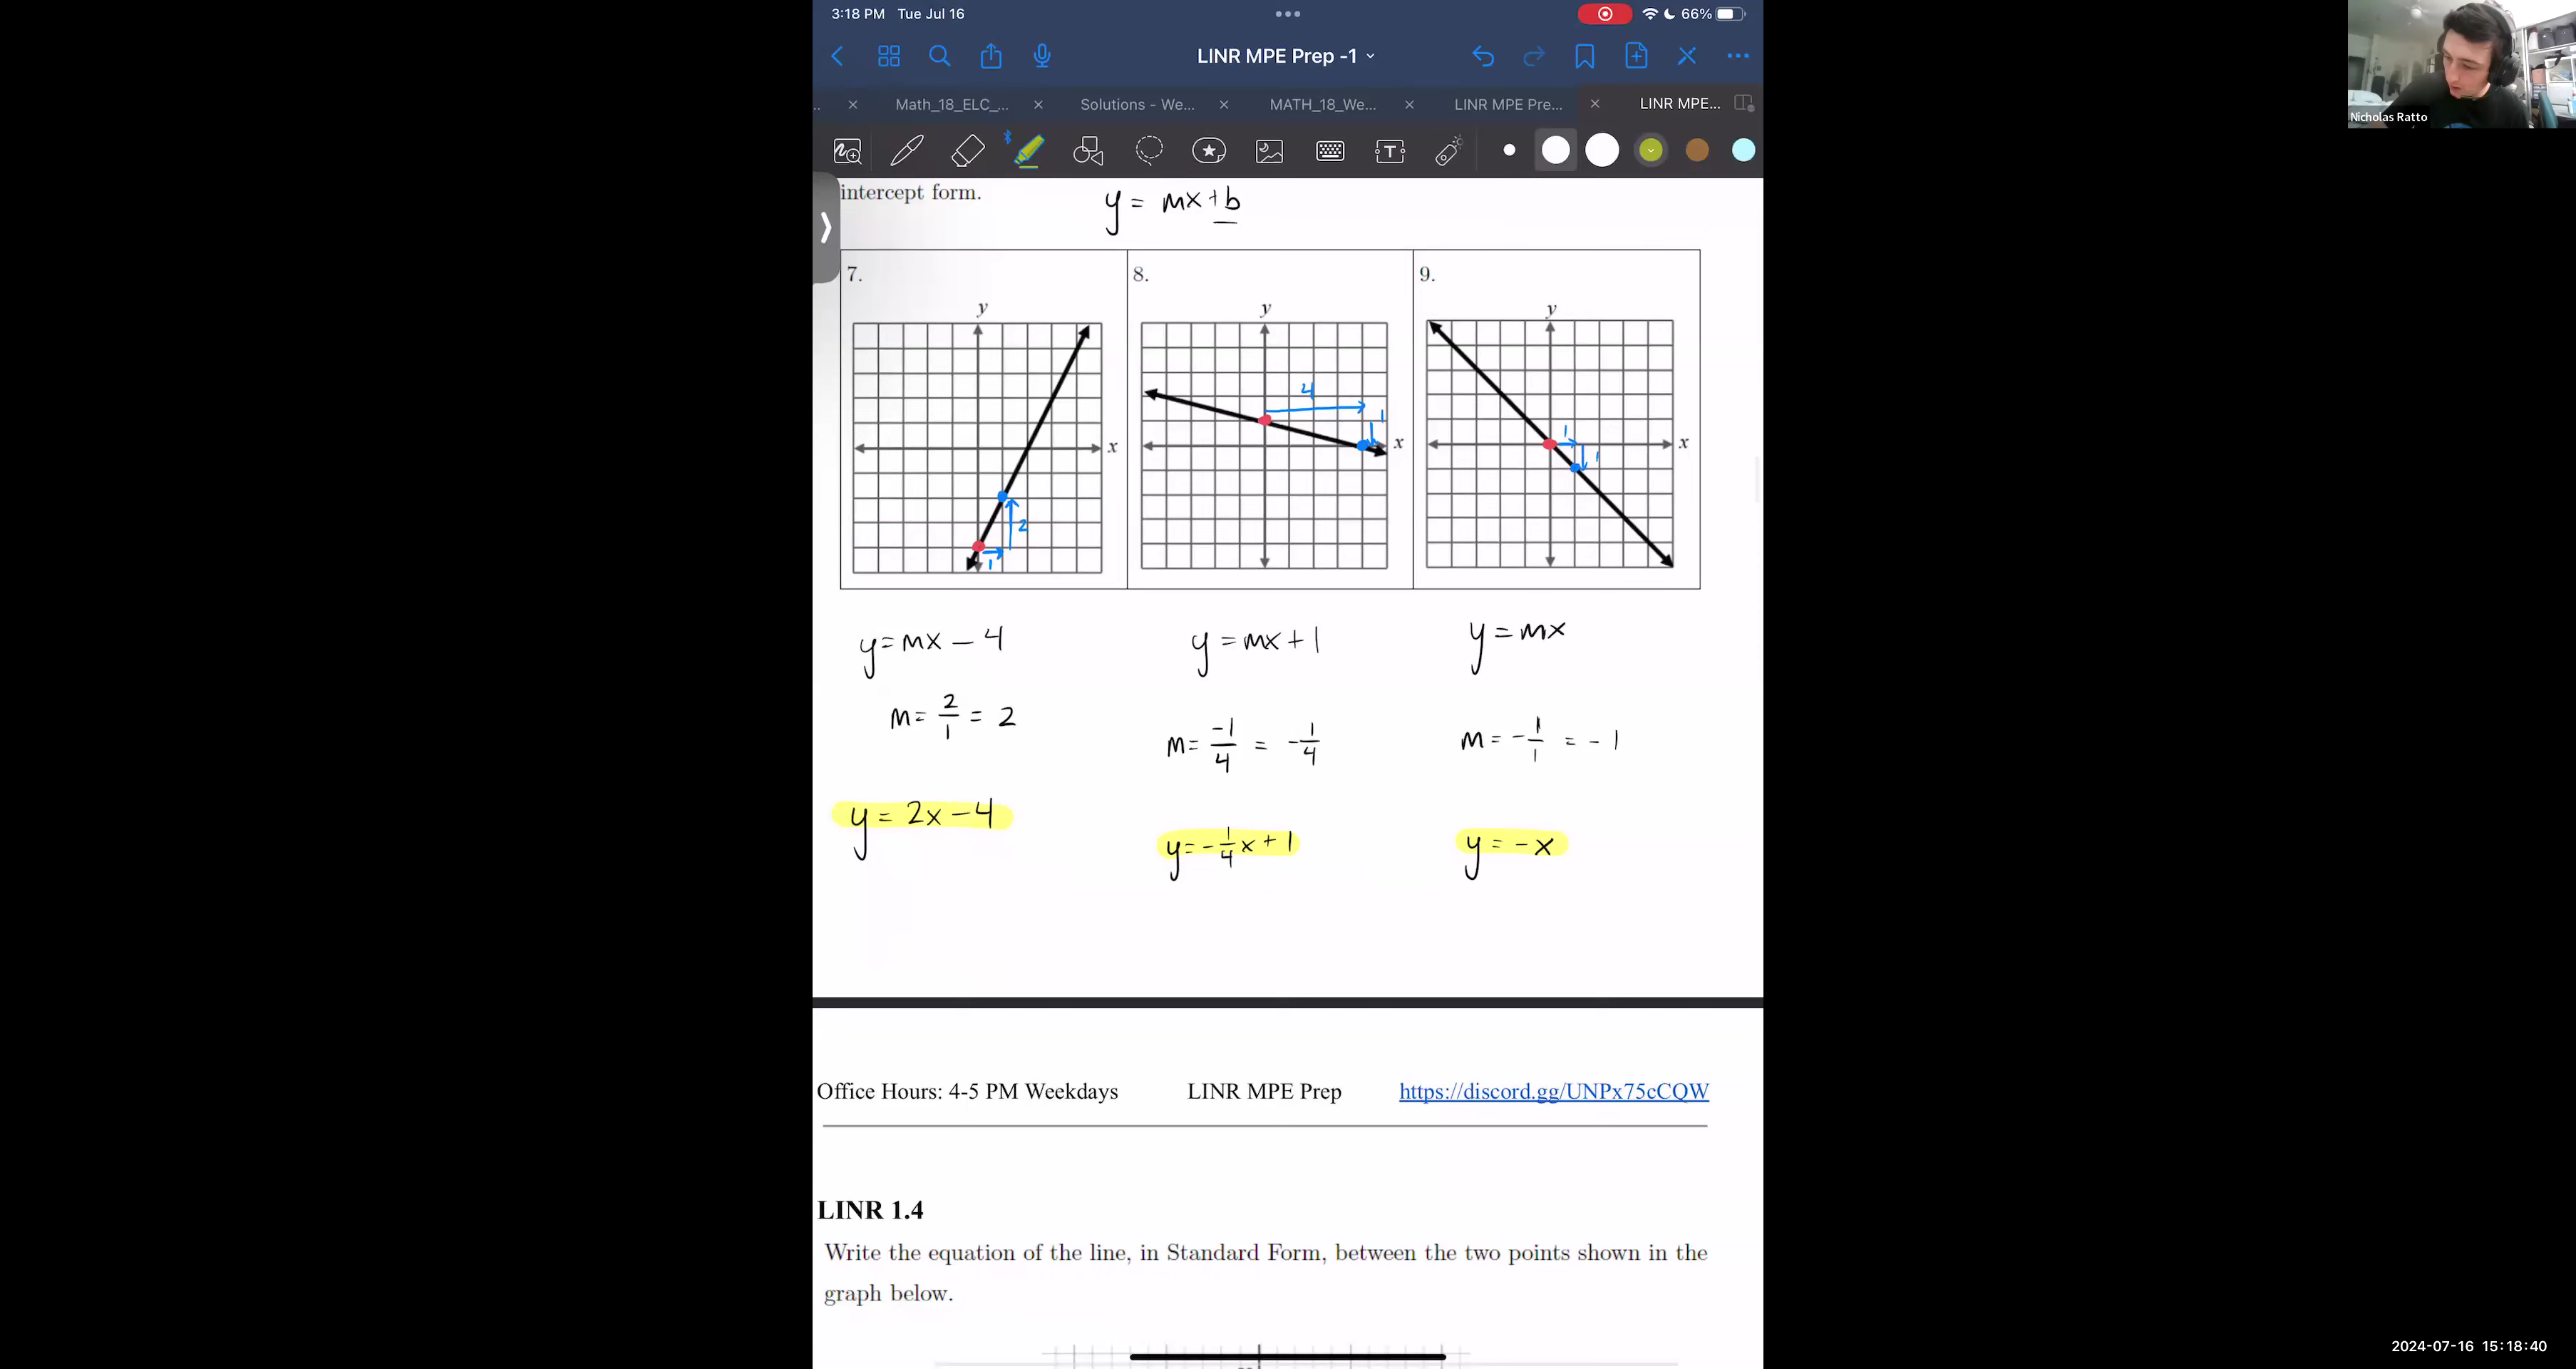 3:18 PM Tue Jul 16
66%
LINR MPE Prep -1
Math_18_ELC_...
Solutions - We...
MATH_18_We...
LINR MPE Pre...
LINR MPE...
Nicholas Ratto
intercept form.
y = mx+b
7.
8.
9.
y
y
y
4
1
x
x
x
1
1
2
1
y=mx – 4
y = mx + 1
y = mx
m= 2/1 = 2
m= -1/4 = -1/4
m = -1/1 = -1
y = 2x – 4
y= -1/4 x + 1
y = -x
Office Hours: 4-5 PM Weekdays LINR MPE Prep https://discord.gg/UNPx75cCQW
LINR 1.4
Write the equation of the line, in Standard Form, between the two points shown in the
graph below.
2024-07-16 15:18:40